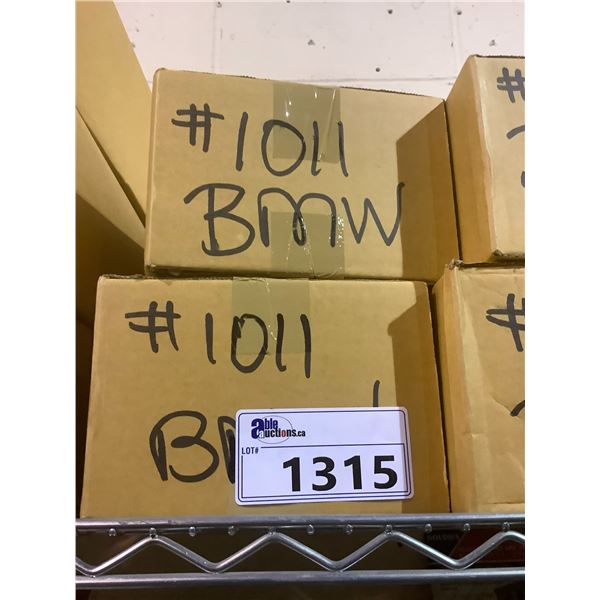 #1011
BMW
#1011
able
auctions.ca
LOT#
1315
#
#